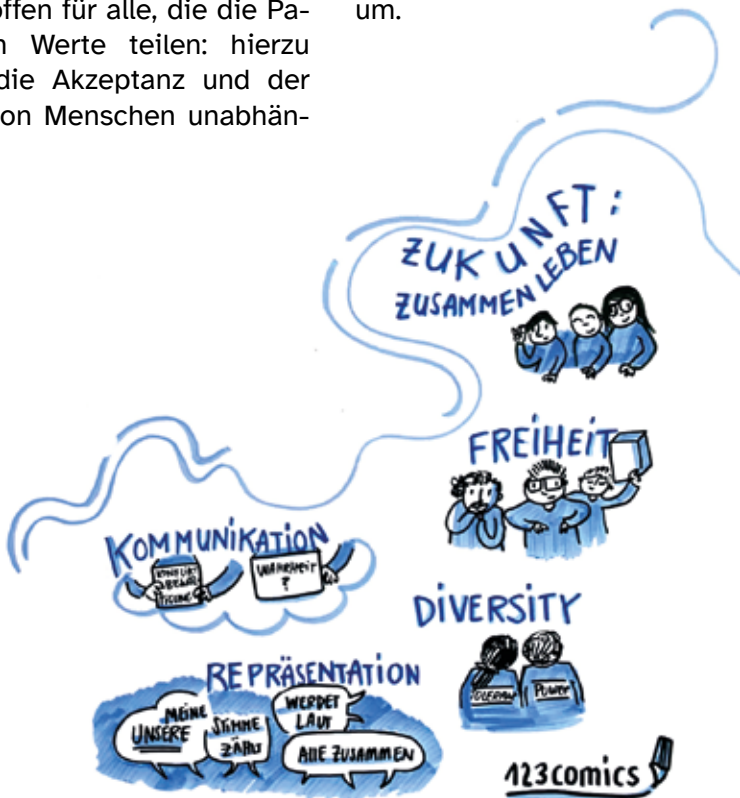 offen für alle, die die Pa-
n Werte teilen: hierzu
die Akzeptanz und der
on Menschen unabhän-
um.
ZUKUNFT:
ZUSAMMEN LEBEN
FREIHEIT
KOMMUNIKATION
WAHRHEIT
?
DIVERSITY
POWER
REPRÄSENTATION
MEINE
UNSERE
STIMME
ZÄHLT
WERDET
LAUT
ALLE ZUSAMMEN
123comics